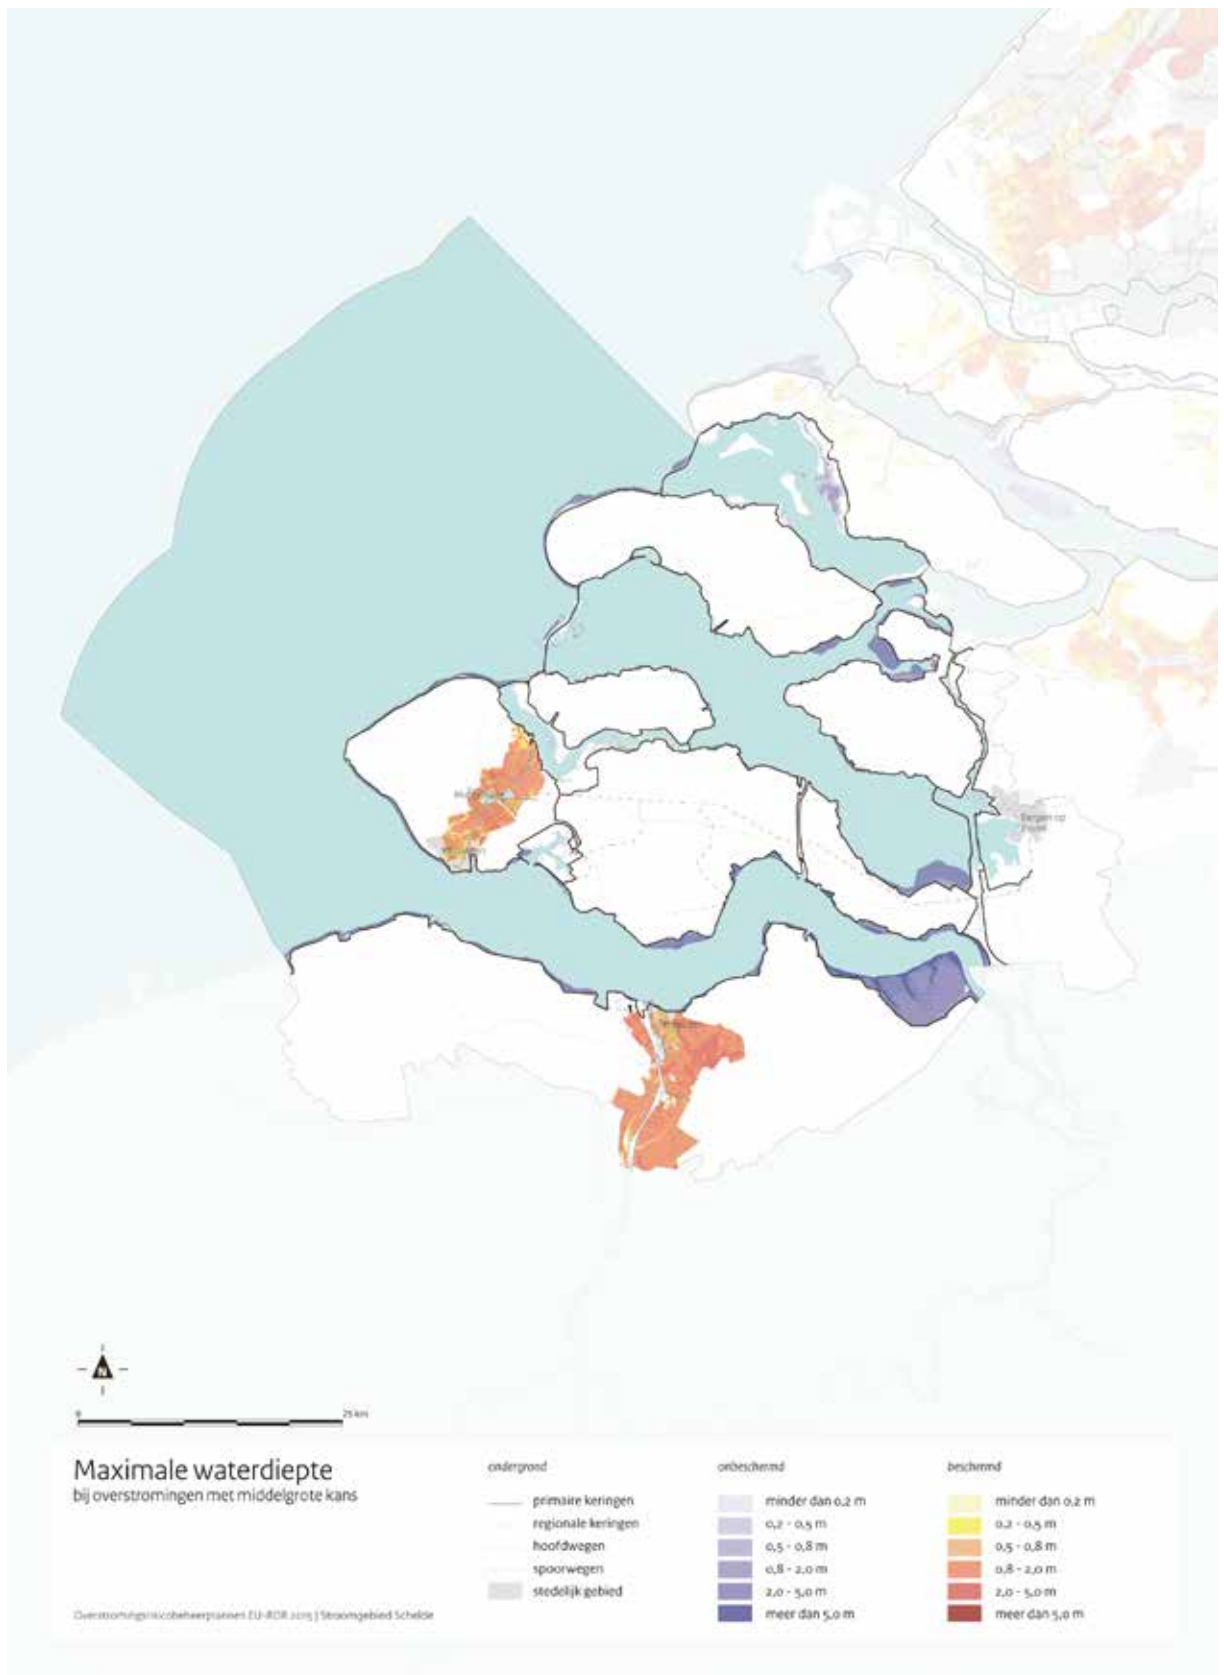 Bergen op
Zoom
N
0
25 km
Maximale waterdiepte
bij overstromingen met middelgrote kans
ondergrond
primaire keringen
regionale keringen
hoofdwegen
spoorwegen
stedelijk gebied
onbeschermd
minder dan 0,2 m
0,2 - 0,5 m
0,5 - 0,8 m
0,8 - 2,0 m
2,0 - 5,0 m
meer dan 5,0 m
beschermd
minder dan 0,2 m
0,2 - 0,5 m
0,5 - 0,8 m
0,8 - 2,0 m
2,0 - 5,0 m
meer dan 5,0 m
Overstromingsrisicobeheerplannen EU-ROR 2015 | Stroomgebied Schelde